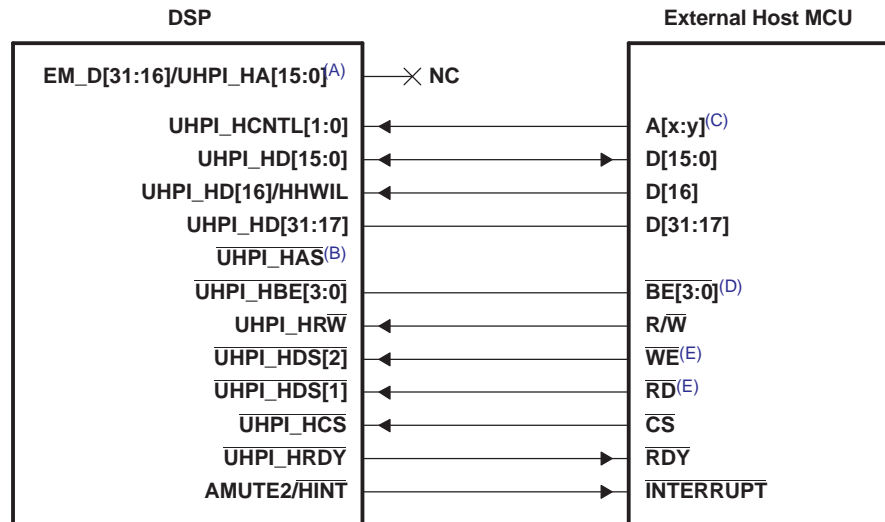 DSP External Host MCU
EM_D[31:16]/UHPI_HA[15:0](A) NC
UHPI_HCNTL[1:0] A[x:y](C)
UHPI_HD[15:0] D[15:0]
UHPI_HD[16]/HHWIL D[16]
UHPI_HD[31:17] D[31:17]
UHPI_HAS(B)
UHPI_HBE[3:0] BE[3:0](D)
UHPI_HRW R/W
UHPI_HDS[2] WE(E)
UHPI_HDS[1] RD(E)
UHPI_HCS CS
UHPI_HRDY RDY
AMUTE2/HINT INTERRUPT